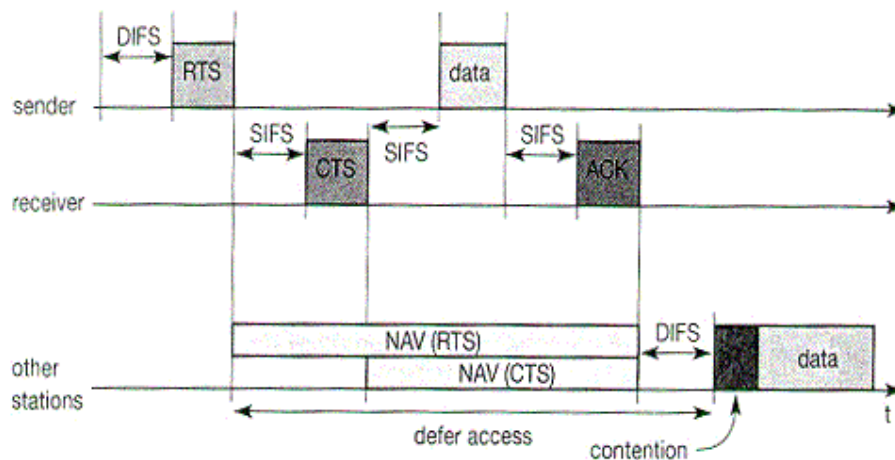 DIFS
RTS
data
sender
SIFS
SIFS
SIFS
CTS
ACK
receiver
NAV (RTS)
DIFS
NAV (CTS)
data
other
stations
t
defer access
contention